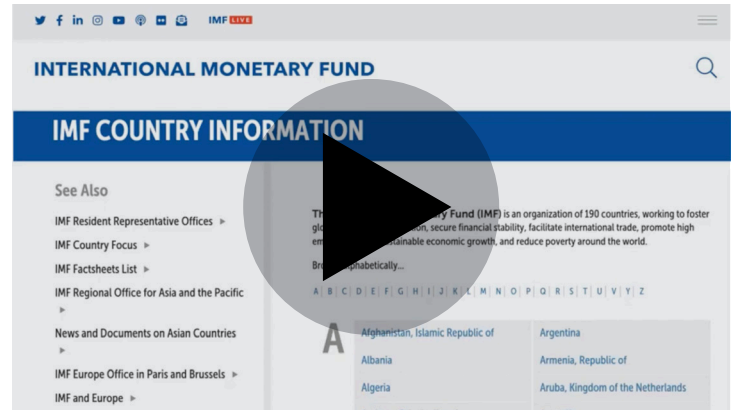 IMF LIVE
INTERNATIONAL MONETARY FUND
IMF COUNTRY INFORMATION
See Also
IMF Resident Representative Offices
IMF Country Focus
IMF Factsheets List
IMF Regional Office for Asia and the Pacific
News and Documents on Asian Countries
IMF Europe Office in Paris and Brussels
IMF and Europe
Fund (IMF) is an organization of 190 countries, working to foster
secure financial stability, facilitate international trade, promote high
economic growth, and reduce poverty around the world.
A | B | C | D | E | F | G | H | I | J | K | L | M | N | O | P | Q | R | S | T | U | V | Y | Z
A
Afghanistan, Islamic Republic of
Albania
Algeria
Argentina
Armenia, Republic of
Aruba, Kingdom of the Netherlands